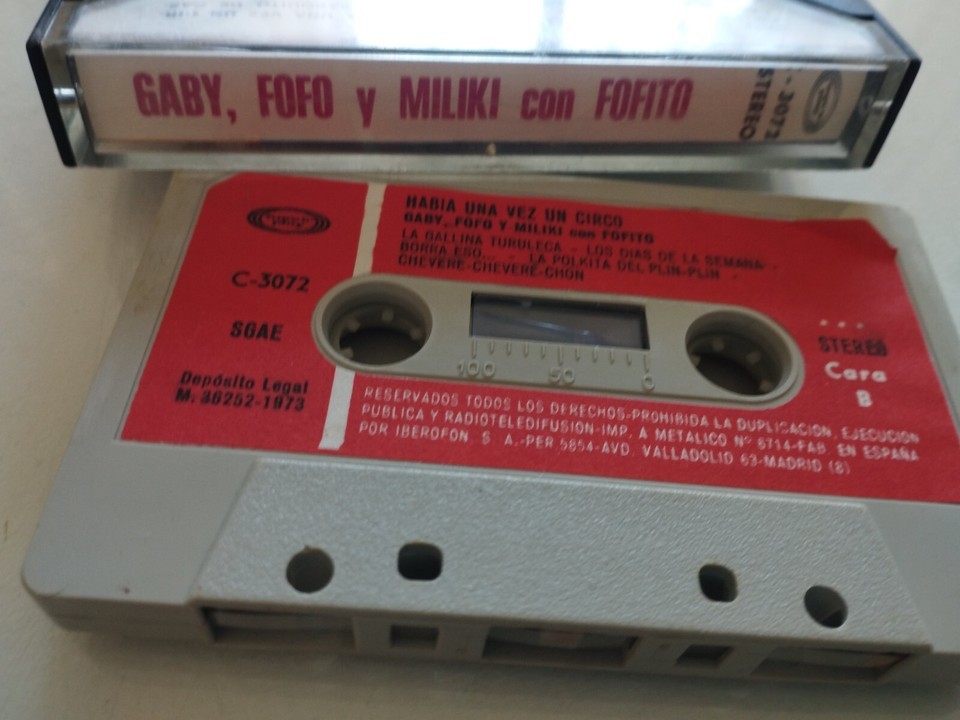 GABY, FOFO y MILIKI con FOFITO
C-3072
STEREO
HABIA UNA VEZ UN CIRCO
GABY, FOFO Y MILIKI con FOFITO
LA GALLINA TURULECA - LOS DIAS DE LA SEMANA -
BORRA ESO... - LA POLKITA DEL PLIN-PLIN -
CHEVERE-CHEVERE-CHON
C-3072
SGAE
Depósito Legal
M. 36252-1973
100 50 0
STEREO
Cara
B
RESERVADOS TODOS LOS DERECHOS-PROHIBIDA LA DUPLICACION, EJECUCION
PUBLICA Y RADIOTELEDIFUSION-IMP. A METALICO Nº 6714-FAB. EN ESPAÑA
POR IBEROFON, S. A.-PER 5854-AVD. VALLADOLID 63-MADRID (8)